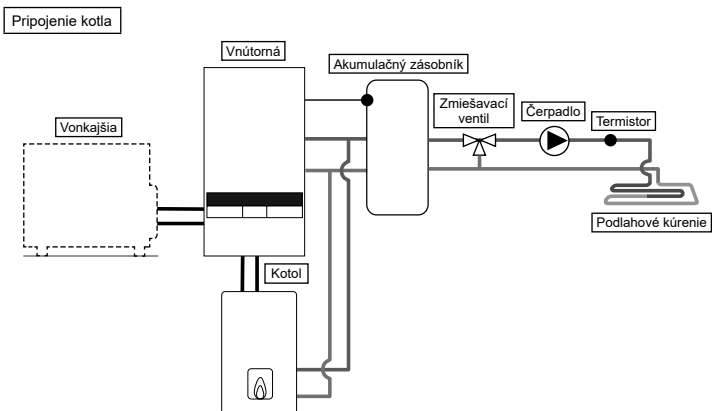 Pripojenie kotla
Vnútorná
Akumulačný zásobník
Zmiešavací
ventil
Čerpadlo
Termistor
Vonkajšia
Podlahové kúrenie
Kotol